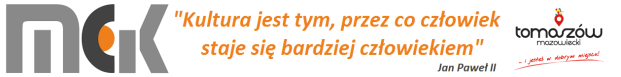 MCK
"Kultura jest tym, przez co człowiek
staje się bardziej człowiekiem"
Jan Paweł II
tomaszów
mazowiecki
- i jesteś w dobrym miejscu!